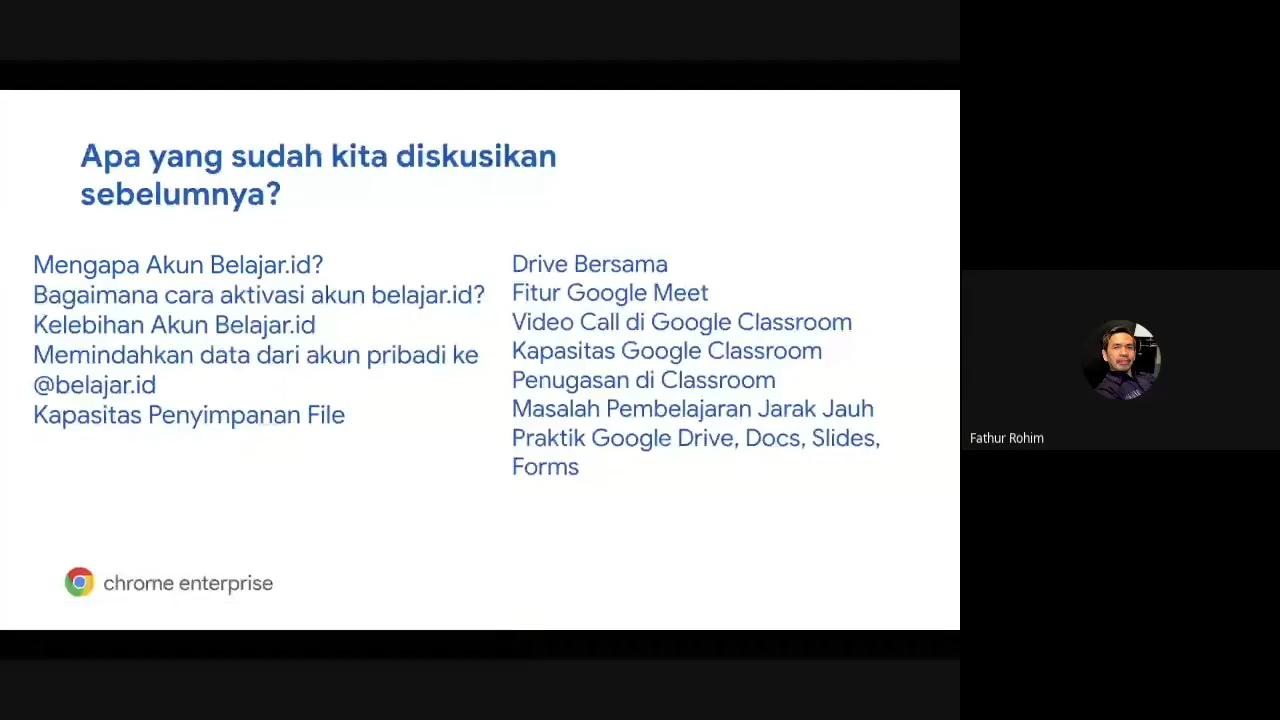 Apa yang sudah kita diskusikan
sebelumnya?
Mengapa Akun Belajar.id?
Bagaimana cara aktivasi akun belajar.id?
Kelebihan Akun Belajar.id
Memindahkan data dari akun pribadi ke
@belajar.id
Kapasitas Penyimpanan File
Drive Bersama
Fitur Google Meet
Video Call di Google Classroom
Kapasitas Google Classroom
Penugasan di Classroom
Masalah Pembelajaran Jarak Jauh
Praktik Google Drive, Docs, Slides,
Forms
chrome enterprise
Fathur Rohim